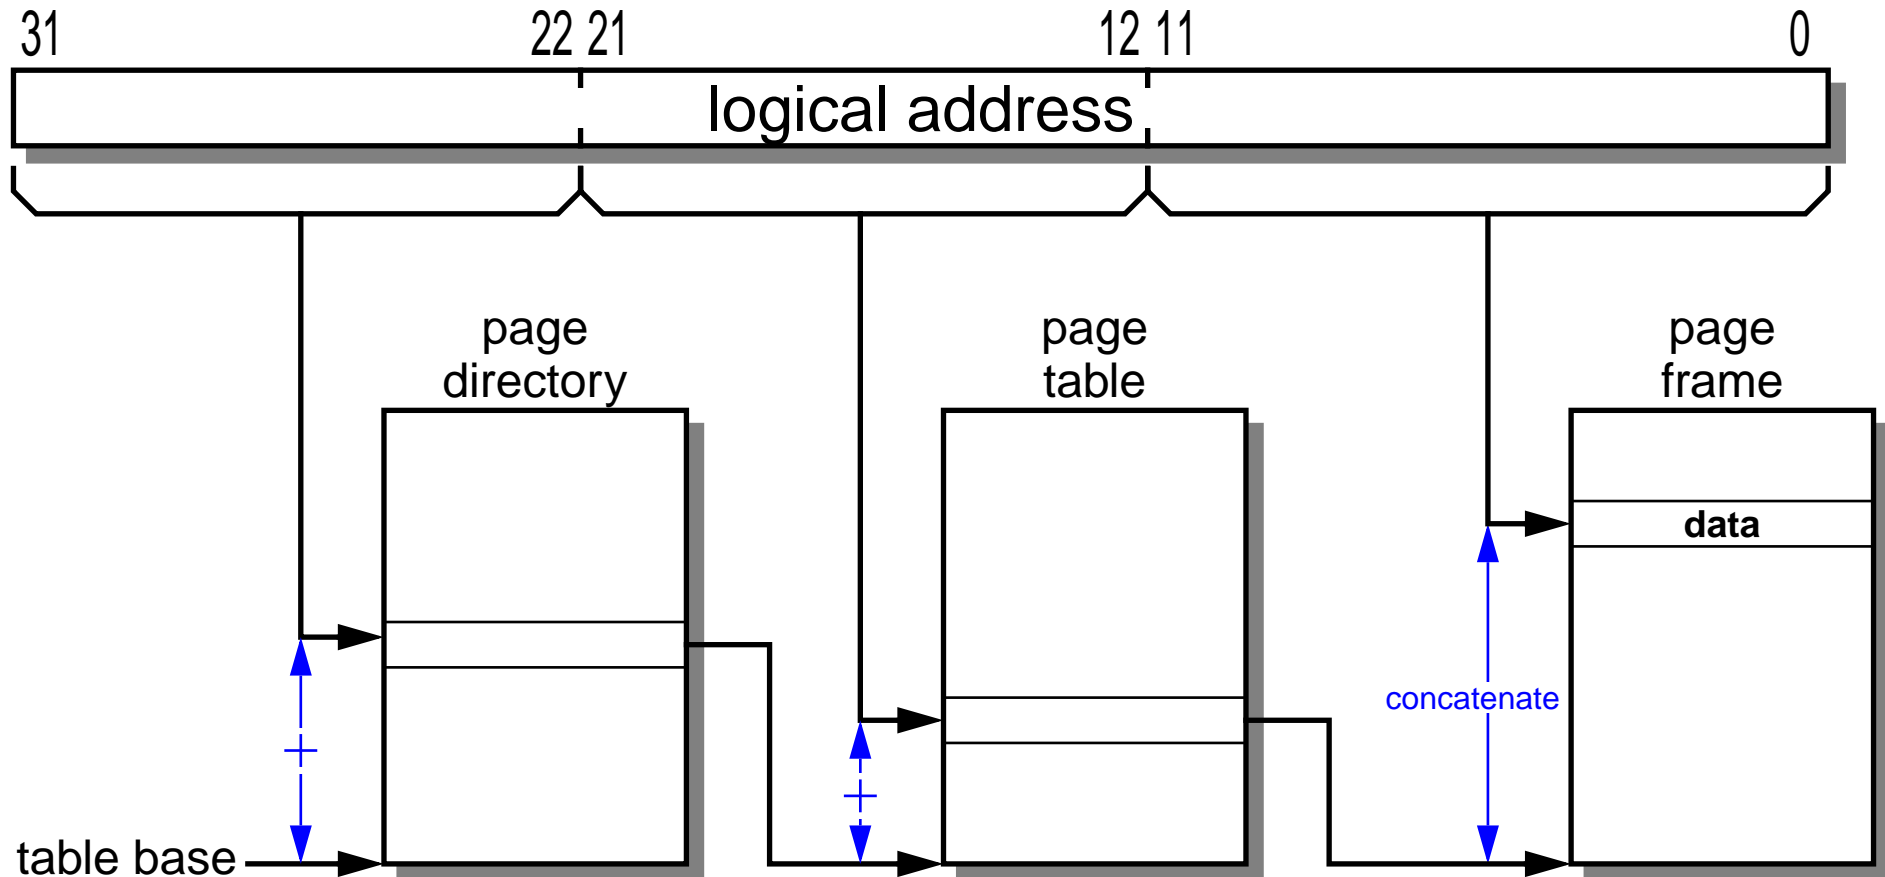 31 22 21 12 11 0
logical address
page directory
page table
page frame
data
concatenate
+
+
table base